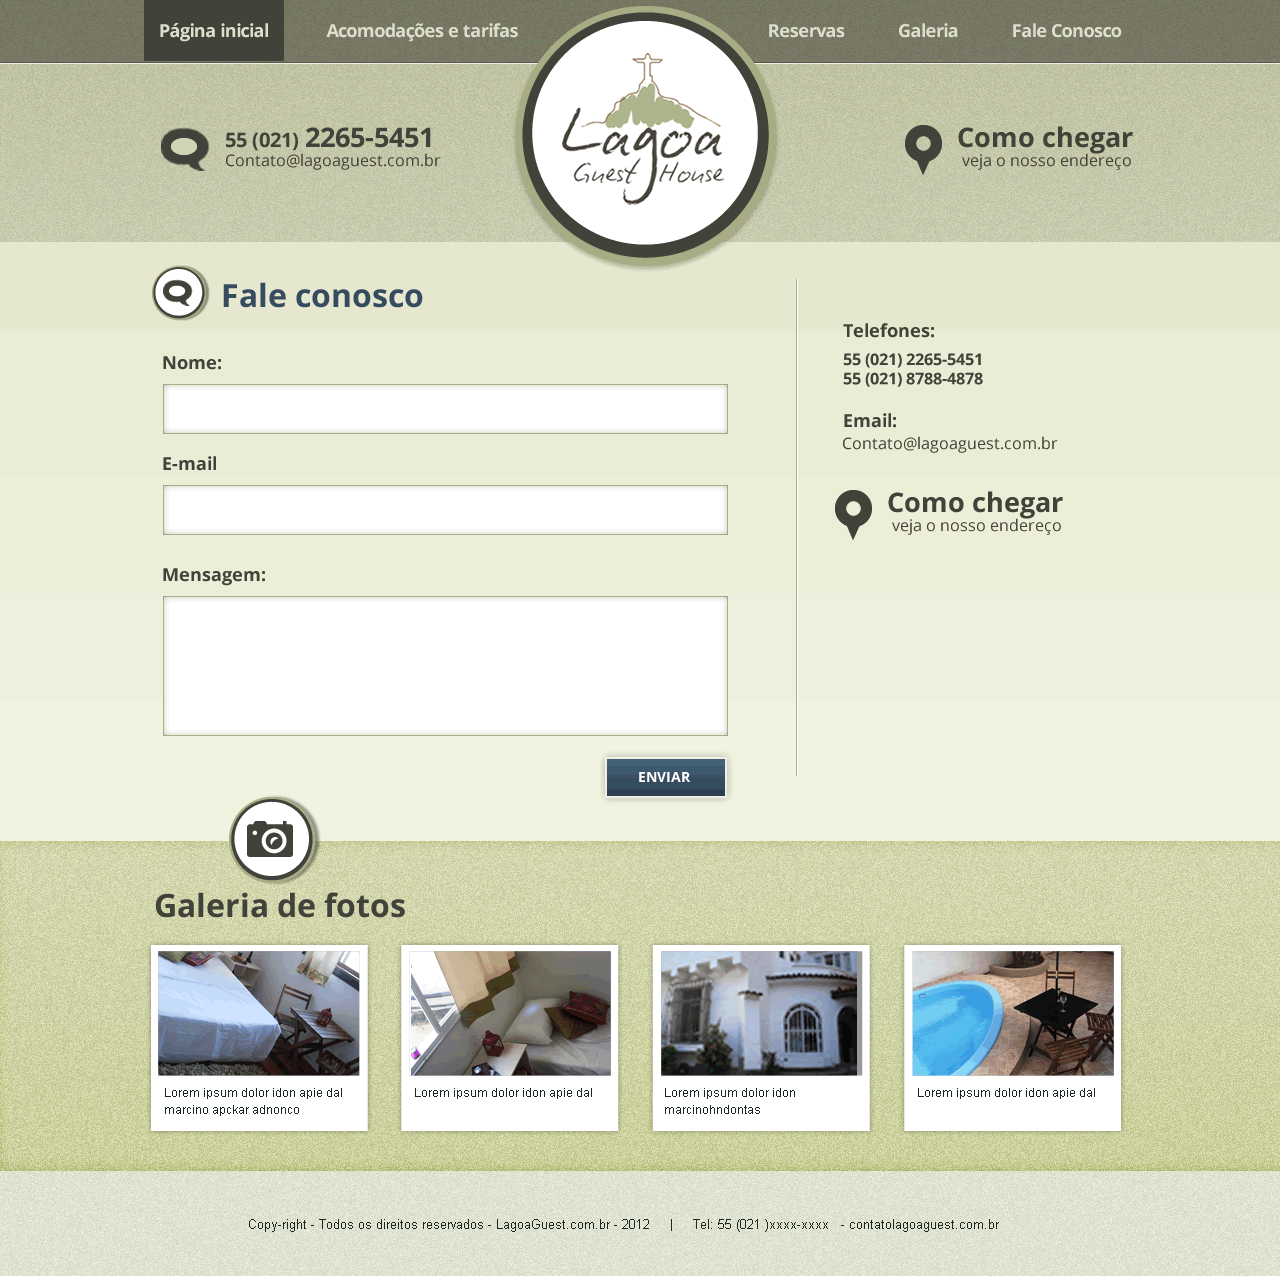 Página inicial
Acomodações e tarifas
Reservas
Galeria
Fale Conosco
Lagoa
Guest House
55 (021) 2265-5451
Contato@lagoaguest.com.br
Como chegar
veja o nosso endereço
Fale conosco
Nome:
E-mail
Mensagem:
ENVIAR
Telefones:
55 (021) 2265-5451
55 (021) 8788-4878
Email:
Contato@lagoaguest.com.br
Como chegar
veja o nosso endereço
Galeria de fotos
Lorem ipsum dolor idon apie dal
marcino apckar adnonco
Lorem ipsum dolor idon apie dal
Lorem ipsum dolor idon
marcinohndontas
Lorem ipsum dolor idon apie dal
Copy-right - Todos os direitos reservados - LagoaGuest.com.br - 2012 | Tel: 55 (021 )xxxx-xxxx - contatolagoaguest.com.br